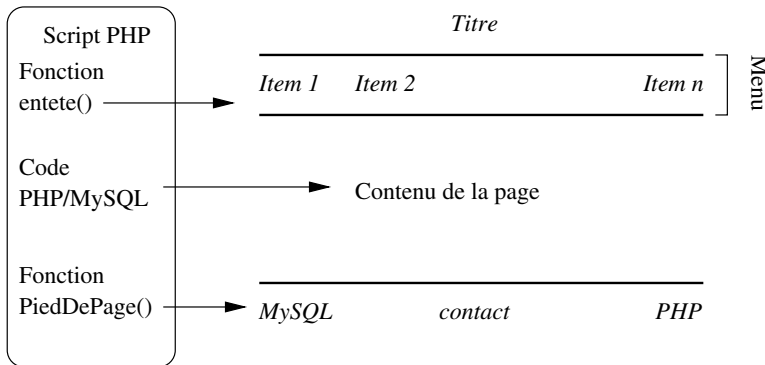 Script PHP
Fonction
entete()
Code
PHP/MySQL
Fonction
PiedDePage()
Titre
Item 1 Item 2 Item n
Menu
Contenu de la page
MySQL contact PHP